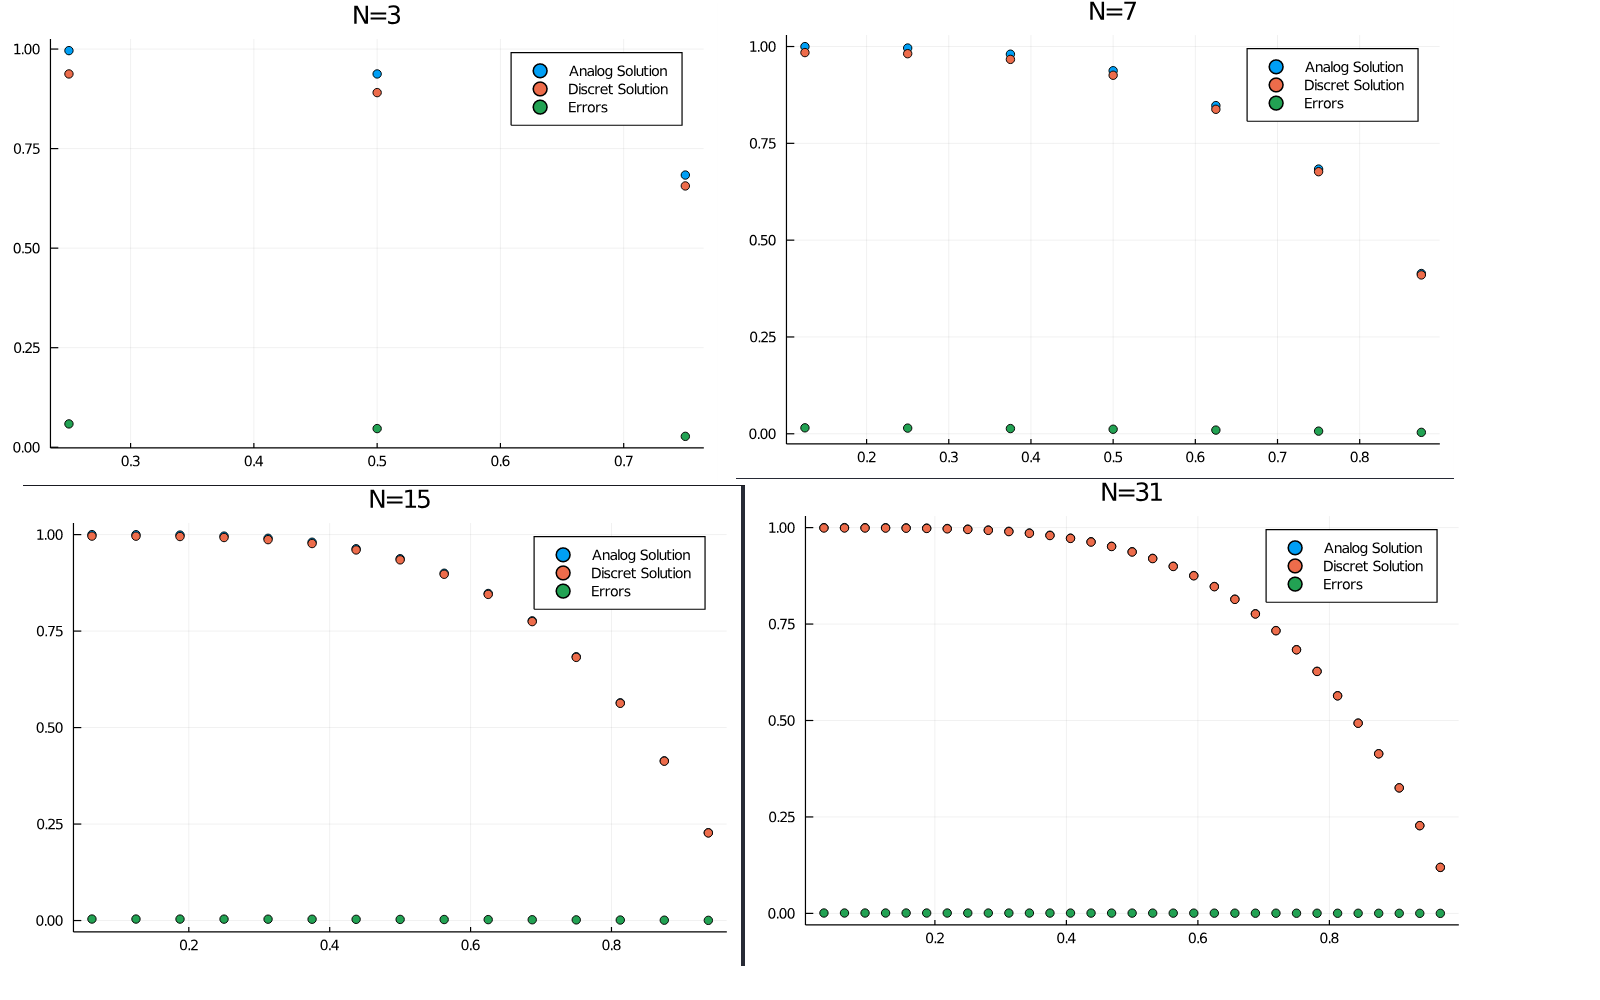 N=3
1.00
0.75
0.50
0.25
0.00
0.3 0.4 0.5 0.6 0.7
Analog Solution
Discret Solution
Errors
N=7
1.00
0.75
0.50
0.25
0.00
0.2 0.3 0.4 0.5 0.6 0.7 0.8
Analog Solution
Discret Solution
Errors
N=15
1.00
0.75
0.50
0.25
0.00
0.2 0.4 0.6 0.8
Analog Solution
Discret Solution
Errors
N=31
1.00
0.75
0.50
0.25
0.00
0.2 0.4 0.6 0.8
Analog Solution
Discret Solution
Errors